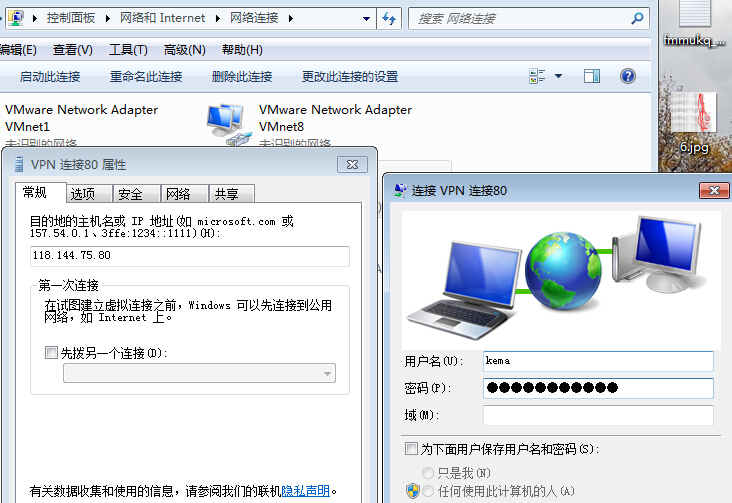 控制面板 ▸ 网络和 Internet ▸ 网络连接 ▸
搜索 网络连接
编辑(E) 查看(V) 工具(T) 高级(N) 帮助(H)
启动此连接 重命名此连接 删除此连接 更改此连接的设置
VMware Network Adapter
VMnet1
未识别的网络
VMware Network Adapter
VMnet8
未识别的网络
fmmukq_...
6.jpg
VPN 连接80 属性
常规 选项 安全 网络 共享
目的地的主机名或 IP 地址(如 microsoft.com 或
157.54.0.1、3ffe:1234::1111)(H):
118.144.75.80
第一次连接
在试图建立虚拟连接之前，Windows 可以先连接到公用
网络，如 Internet 上。
先拨另一个连接(D):
有关数据收集和使用的信息，请参阅我们的联机隐私声明。
连接 VPN 连接80
用户名(U): kema
密码(P): ●●●●●●●●●●●
域(M):
为下面用户保存用户名和密码(S):
只是我(N)
任何使用此计算机的人(A)